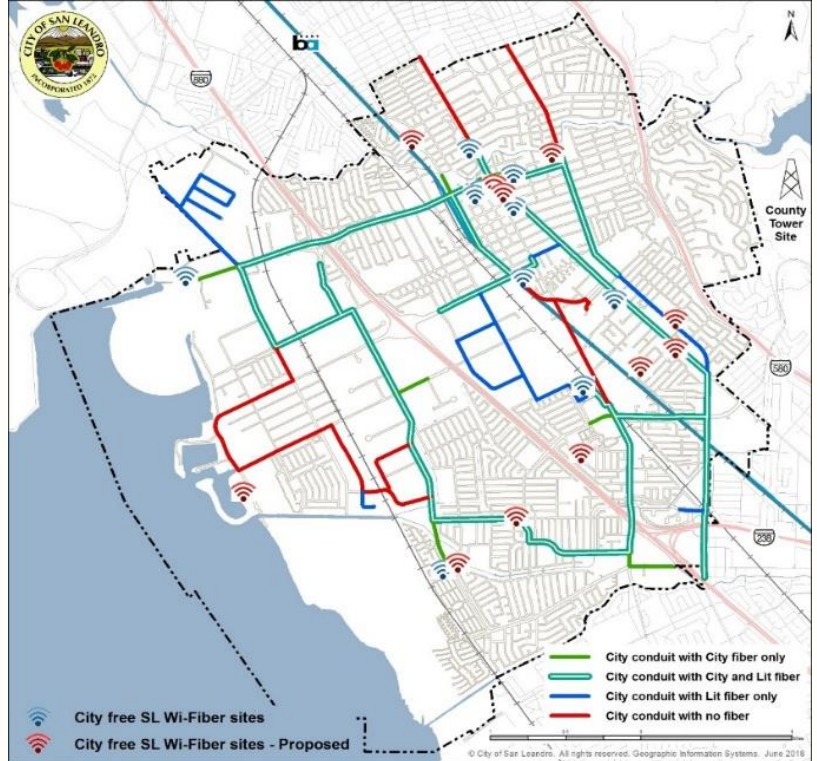 CITY OF SAN LEANDRO
INCORPORATED 1872
ba
N
880
County
Tower
Site
580
238
City conduit with City fiber only
City conduit with City and Lit fiber
City conduit with Lit fiber only
City conduit with no fiber
City free SL Wi-Fiber sites
City free SL Wi-Fiber sites - Proposed
© City of San Leandro. All rights reserved. Geographic Information Systems. June 2016